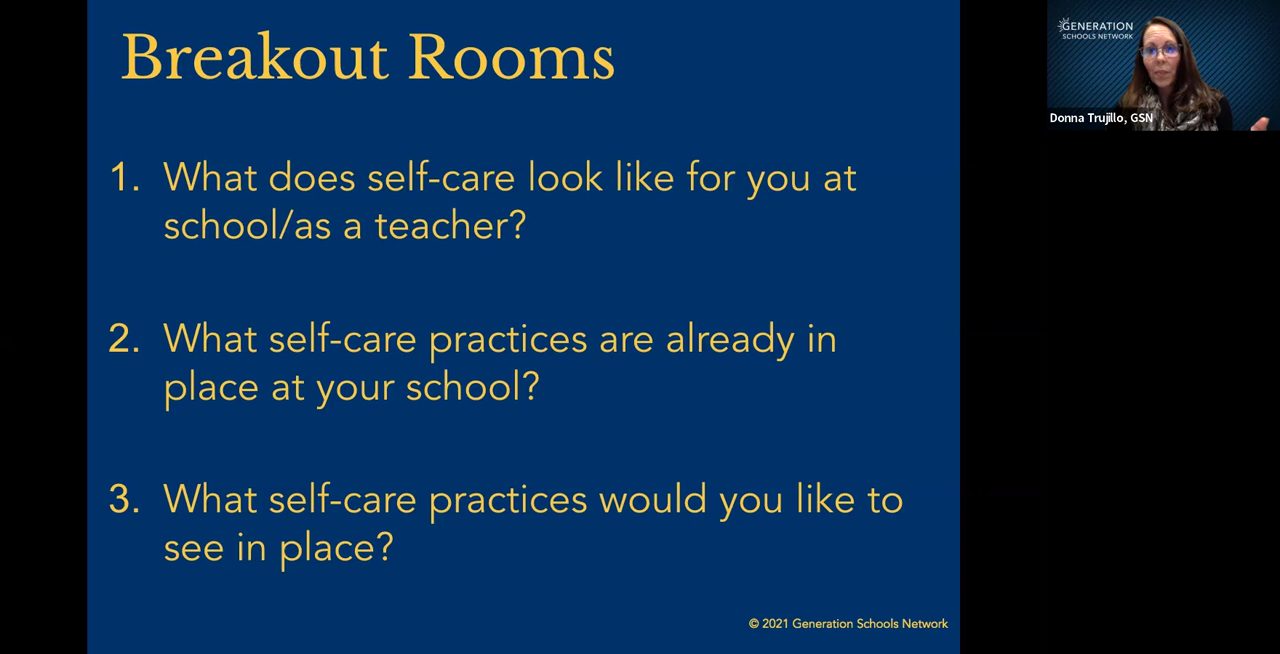 Breakout Rooms
1. What does self-care look like for you at
school/as a teacher?
2. What self-care practices are already in
place at your school?
3. What self-care practices would you like to
see in place?
© 2021 Generation Schools Network
GENERATION
SCHOOLS NETWORK
Donna Trujillo, GSN